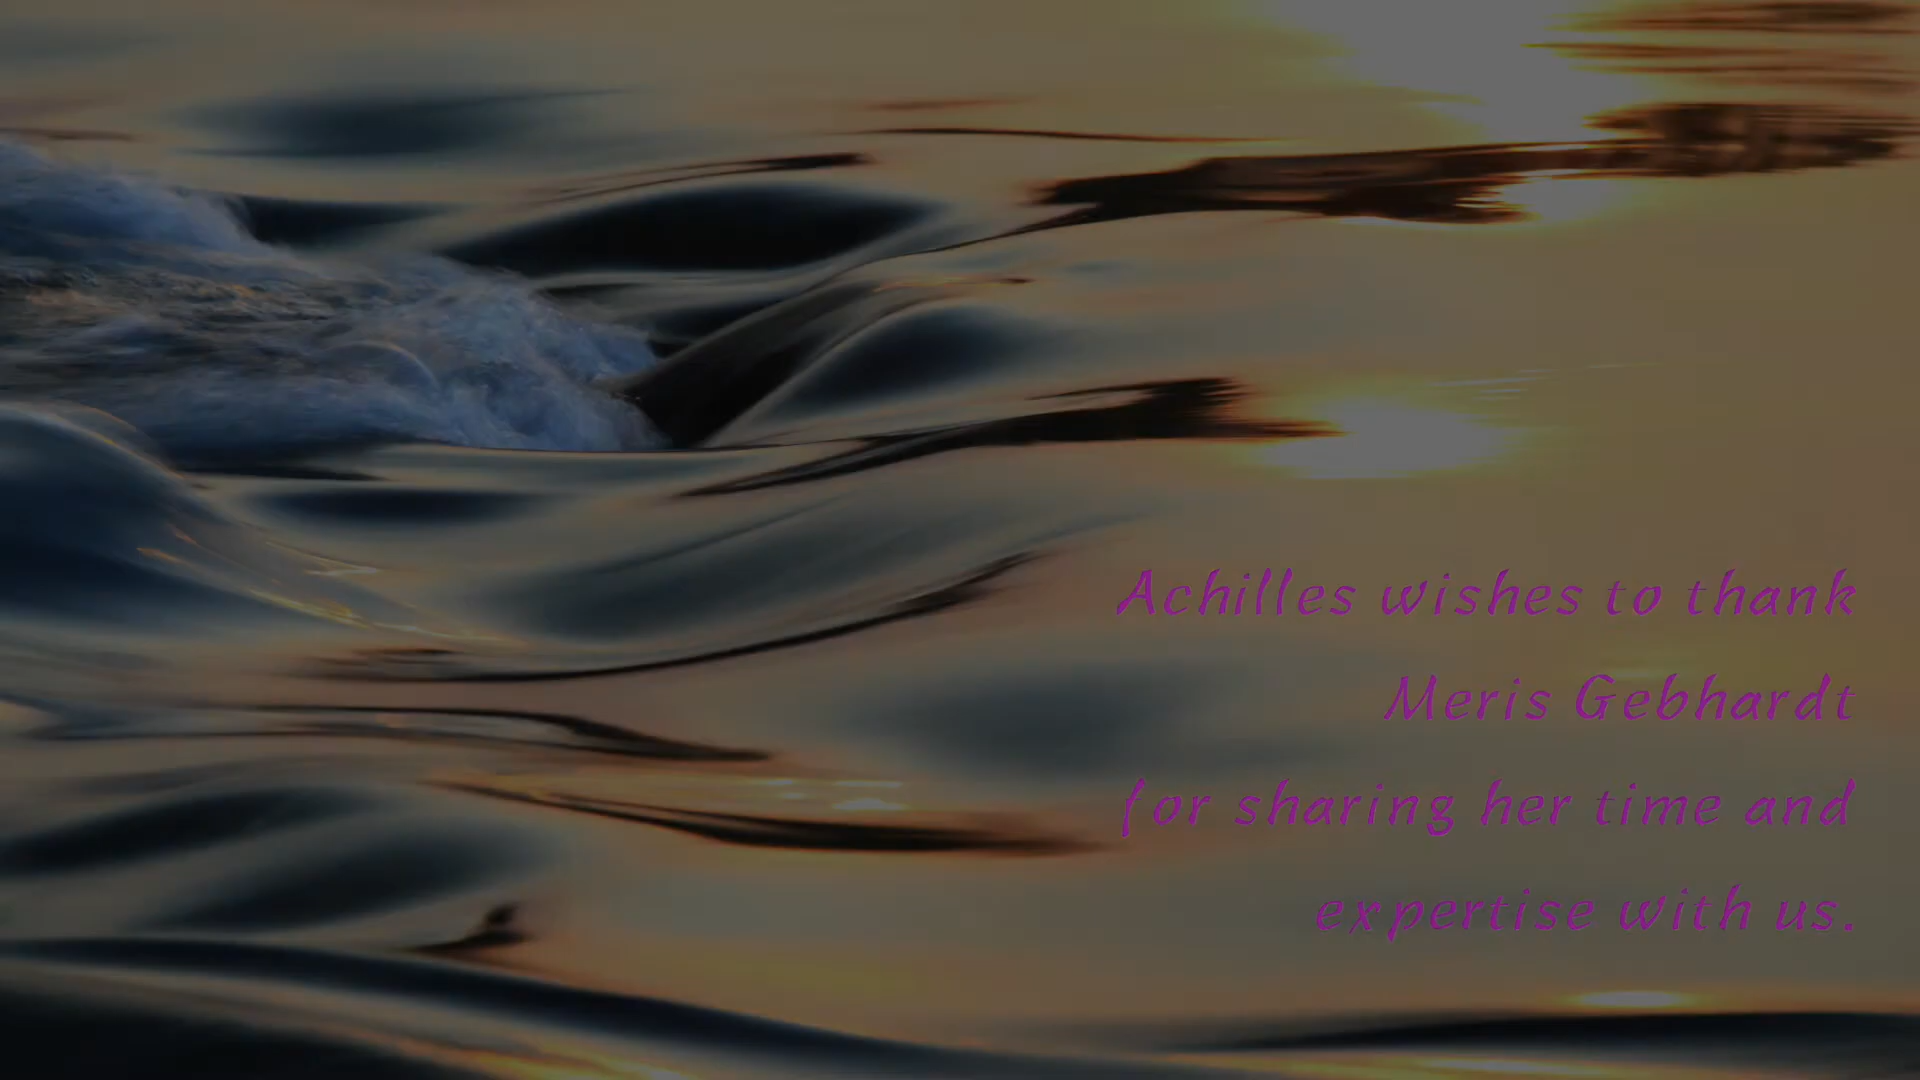 Achilles wishes to thank
Meris Gebhardt
for sharing her time and
expertise with us.